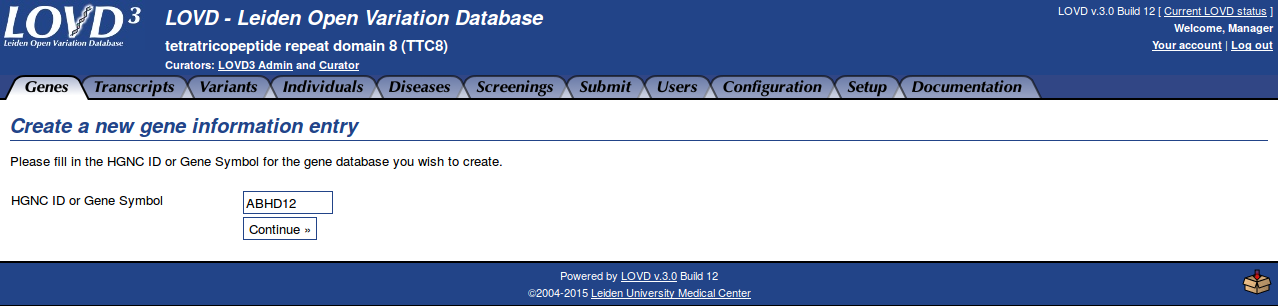 LOVD 3
Leiden Open Variation Database
LOVD - Leiden Open Variation Database
tetratricopeptide repeat domain 8 (TTC8)
Curators: LOVD3 Admin and Curator
LOVD v.3.0 Build 12 [ Current LOVD status ]
Welcome, Manager
Your account | Log out
Genes Transcripts Variants Individuals Diseases Screenings Submit Users Configuration Setup Documentation
Create a new gene information entry
Please fill in the HGNC ID or Gene Symbol for the gene database you wish to create.
HGNC ID or Gene Symbol ABHD12
Continue »
Powered by LOVD v.3.0 Build 12
©2004-2015 Leiden University Medical Center